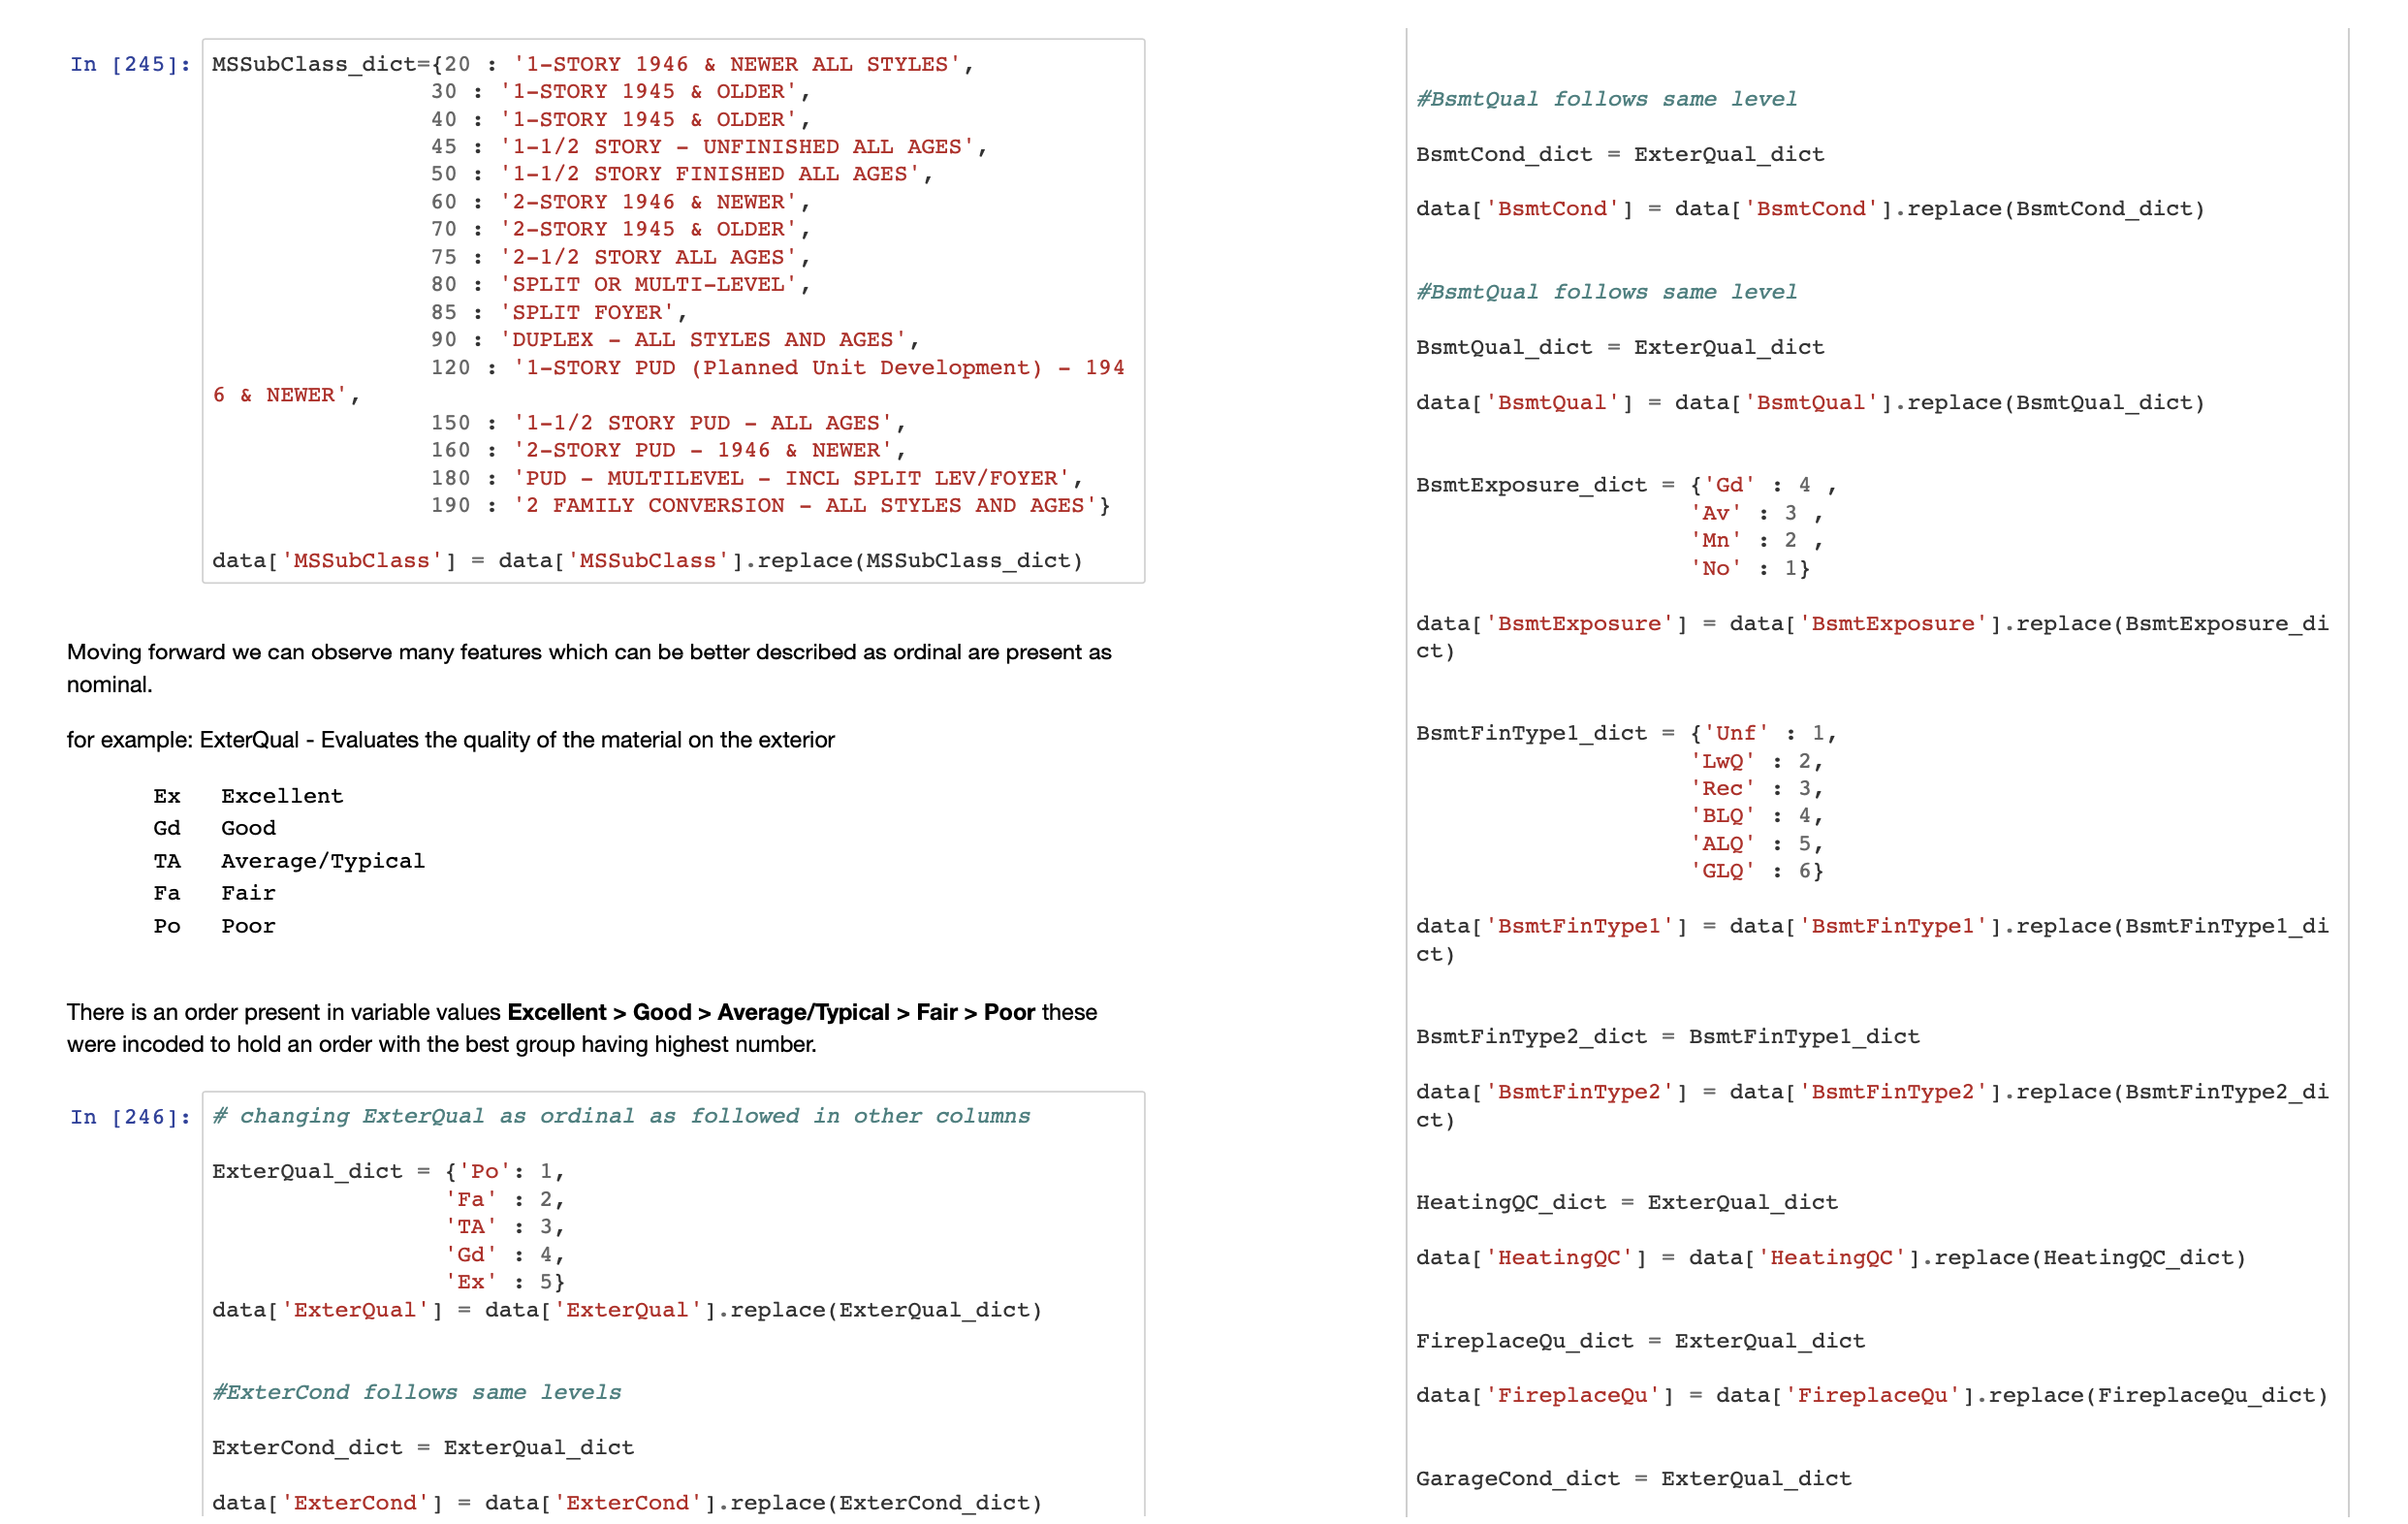 In [245]: MSSubClass_dict={20 : '1-STORY 1946 & NEWER ALL STYLES',
30 : '1-STORY 1945 & OLDER',
40 : '1-STORY 1945 & OLDER',
45 : '1-1/2 STORY - UNFINISHED ALL AGES',
50 : '1-1/2 STORY FINISHED ALL AGES',
60 : '2-STORY 1946 & NEWER',
70 : '2-STORY 1945 & OLDER',
75 : '2-1/2 STORY ALL AGES',
80 : 'SPLIT OR MULTI-LEVEL',
85 : 'SPLIT FOYER',
90 : 'DUPLEX - ALL STYLES AND AGES',
120 : '1-STORY PUD (Planned Unit Development) - 194
6 & NEWER',
150 : '1-1/2 STORY PUD - ALL AGES',
160 : '2-STORY PUD - 1946 & NEWER',
180 : 'PUD - MULTILEVEL - INCL SPLIT LEV/FOYER',
190 : '2 FAMILY CONVERSION - ALL STYLES AND AGES'}
data['MSSubClass'] = data['MSSubClass'].replace(MSSubClass_dict)
Moving forward we can observe many features which can be better described as ordinal are present as
nominal.
for example: ExterQual - Evaluates the quality of the material on the exterior
Ex Excellent
Gd Good
TA Average/Typical
Fa Fair
Po Poor
There is an order present in variable values Excellent > Good > Average/Typical > Fair > Poor these
were incoded to hold an order with the best group having highest number.
In [246]: # changing ExterQual as ordinal as followed in other columns
ExterQual_dict = {'Po': 1,
'Fa' : 2,
'TA' : 3,
'Gd' : 4,
'Ex' : 5}
data['ExterQual'] = data['ExterQual'].replace(ExterQual_dict)
#ExterCond follows same levels
ExterCond_dict = ExterQual_dict
data['ExterCond'] = data['ExterCond'].replace(ExterCond_dict)
#BsmtQual follows same level
BsmtCond_dict = ExterQual_dict
data['BsmtCond'] = data['BsmtCond'].replace(BsmtCond_dict)
#BsmtQual follows same level
BsmtQual_dict = ExterQual_dict
data['BsmtQual'] = data['BsmtQual'].replace(BsmtQual_dict)
BsmtExposure_dict = {'Gd' : 4 ,
'Av' : 3 ,
'Mn' : 2 ,
'No' : 1}
data['BsmtExposure'] = data['BsmtExposure'].replace(BsmtExposure_di
ct)
BsmtFinType1_dict = {'Unf' : 1,
'LwQ' : 2,
'Rec' : 3,
'BLQ' : 4,
'ALQ' : 5,
'GLQ' : 6}
data['BsmtFinType1'] = data['BsmtFinType1'].replace(BsmtFinType1_di
ct)
BsmtFinType2_dict = BsmtFinType1_dict
data['BsmtFinType2'] = data['BsmtFinType2'].replace(BsmtFinType2_di
ct)
HeatingQC_dict = ExterQual_dict
data['HeatingQC'] = data['HeatingQC'].replace(HeatingQC_dict)
FireplaceQu_dict = ExterQual_dict
data['FireplaceQu'] = data['FireplaceQu'].replace(FireplaceQu_dict)
GarageCond_dict = ExterQual_dict